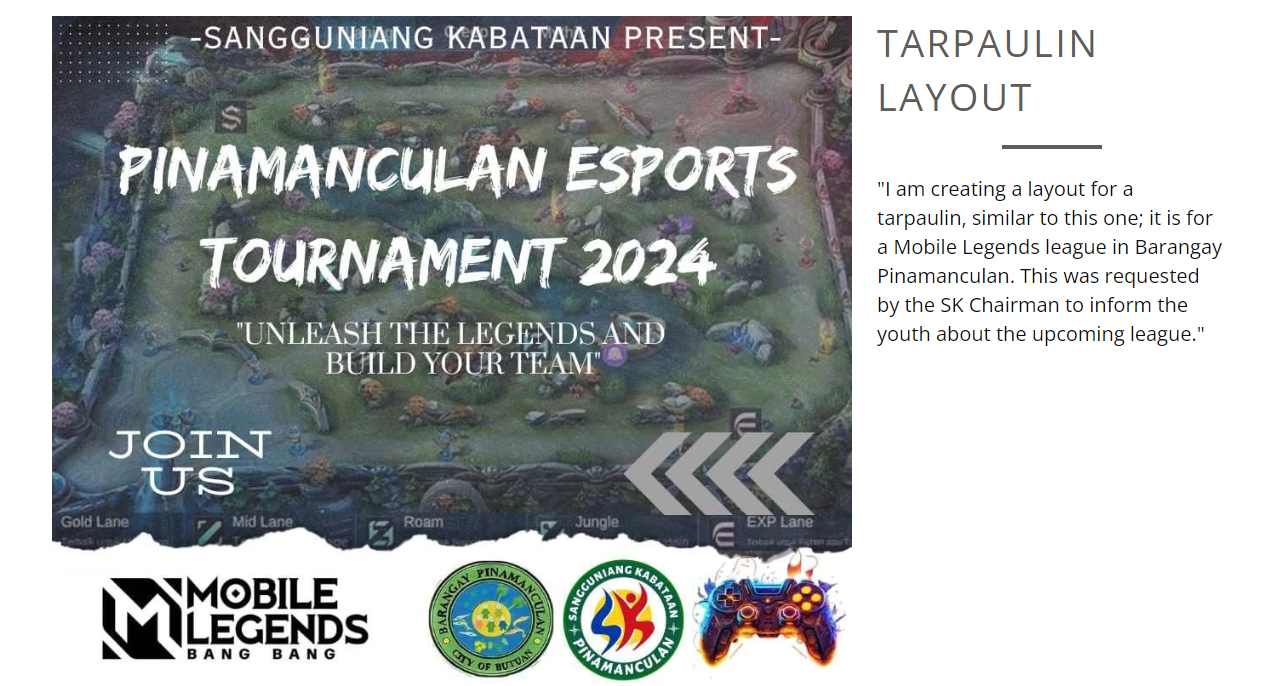 -SANGGUNIANG KABATAAN PRESENT-
PINAMANCULAN ESPORTS
TOURNAMENT 2024
"UNLEASH THE LEGENDS AND
BUILD YOUR TEAM"
JOIN
US
Gold Lane
Mid Lane
Roam
Jungle
EXP Lane
MOBILE
LEGENDS
BANG BANG
BARANGAY PINAMANCULAN
CITY OF BUTUAN
SANGGUNIANG KABATAAN
SK
PINAMANCULAN
TARPAULIN
LAYOUT
"I am creating a layout for a
tarpaulin, similar to this one; it is for
a Mobile Legends league in Barangay
Pinamanculan. This was requested
by the SK Chairman to inform the
youth about the upcoming league."